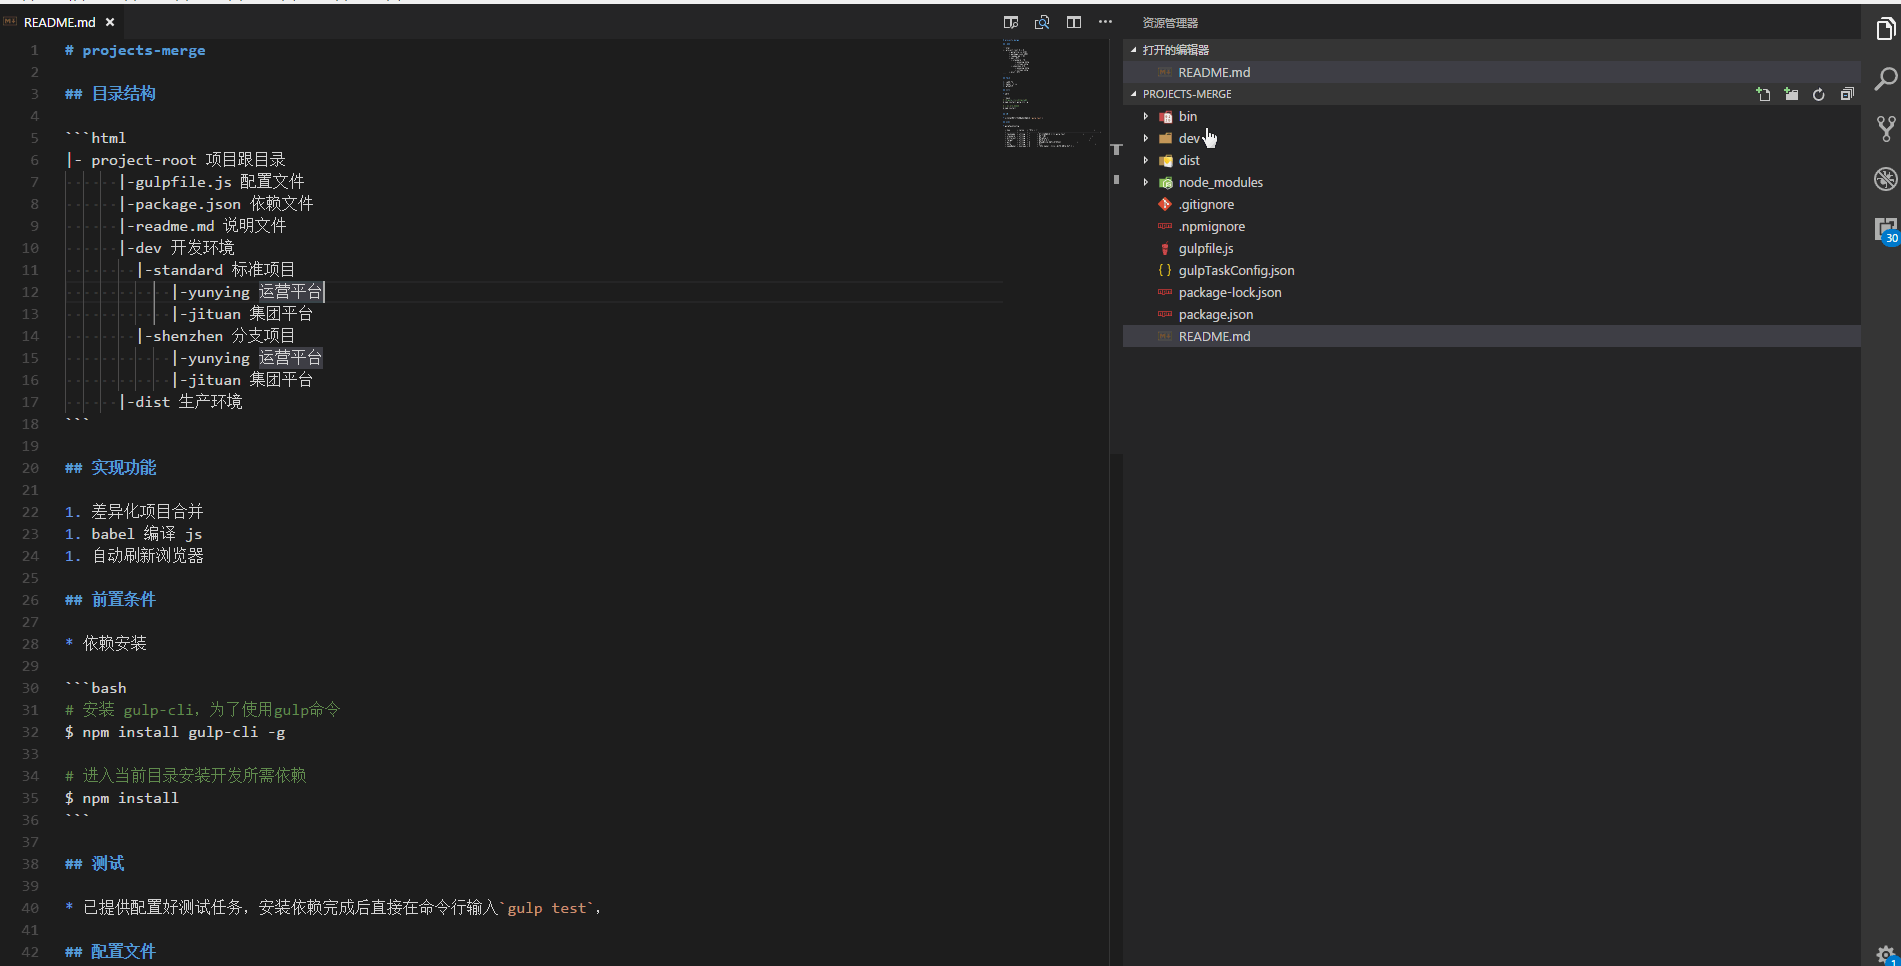 README.md
1 # projects-merge
2
3 ## 目录结构
4
5 ```html
6 |- project-root 项目跟目录
7 |-gulpfile.js 配置文件
8 |-package.json 依赖文件
9 |-readme.md 说明文件
10 |-dev 开发环境
11 |-standard 标准项目
12 |-yunying 运营平台
13 |-jituan 集团平台
14 |-shenzhen 分支项目
15 |-yunying 运营平台
16 |-jituan 集团平台
17 |-dist 生产环境
18 ```
19
20 ## 实现功能
21
22 1. 差异化项目合并
23 1. babel 编译 js
24 1. 自动刷新浏览器
25
26 ## 前置条件
27
28 * 依赖安装
29
30 ```bash
31 # 安装 gulp-cli，为了使用gulp命令
32 $ npm install gulp-cli -g
33
34 # 进入当前目录安装开发所需依赖
35 $ npm install
36 ```
37
38 ## 测试
39
40 * 已提供配置好测试任务，安装依赖完成后直接在命令行输入`gulp test`，
41
42 ## 配置文件
资源管理器
打开的编辑器
README.md
PROJECTS-MERGE
bin
dev
dist
node_modules
.gitignore
.npmignore
gulpfile.js
{ } gulpTaskConfig.json
package-lock.json
package.json
README.md
30
1